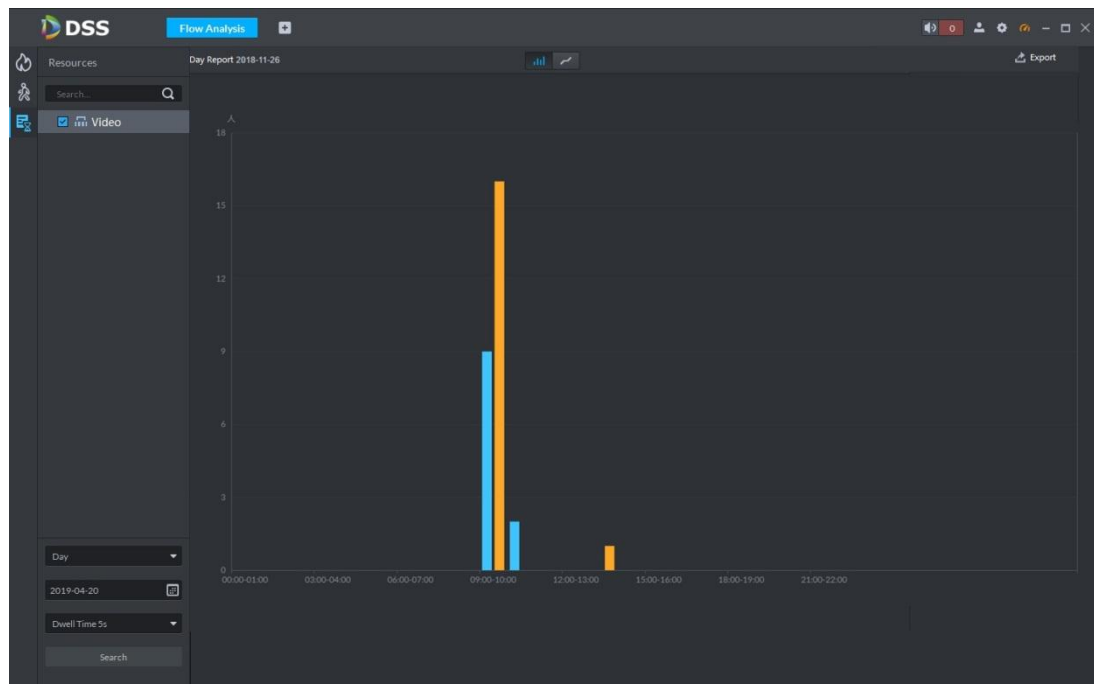 DSS
Flow Analysis
0
Resources
Day Report 2018-11-26
Export
Search...
Video
人
18
15
12
9
6
3
0
00:00-01:00 03:00-04:00 06:00-07:00 09:00-10:00 12:00-13:00 15:00-16:00 18:00-19:00 21:00-22:00
Day
2019-04-20
Dwell Time 5s
Search